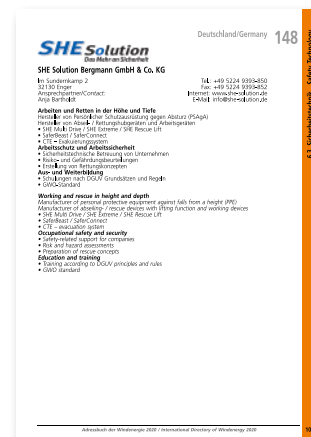 Deutschland/Germany 148
SHE Solution
Das Mehr an Sicherheit
SHE Solution Bergmann GmbH & Co. KG
Im Sundernkamp 2
32130 Enger
Ansprechpartner/Contact:
Anja Bartholdt
Tel.: +49 5224 9393-850
Fax: +49 5224 9393-852
Internet: www.she-solution.de
E-Mail: info@she-solution.de
Arbeiten und Retten in der Höhe und Tiefe
Hersteller von Persönlicher Schutzausrüstung gegen Absturz (PSAgA)
Hersteller von Abseil- / Rettungshubgeräten und Arbeitsgeräten
• SHE Multi Drive / SHE Extreme / SHE Rescue Lift
• SaferBeast / SaferConnect
• CTE – Evakuierungssystem
Arbeitsschutz und Arbeitssicherheit
• Sicherheitstechnische Betreuung von Unternehmen
• Risiko- und Gefährdungsbeurteilungen
• Erstellung von Rettungskonzepten
Aus- und Weiterbildung
• Schulungen nach DGUV Grundsätzen und Regeln
• GWO-Standard
Working and rescue in height and depth
Manufacturer of personal protective equipment against falls from a height (PPE)
Manufacturer of abseiling- / rescue devices with lifting function and working devices
• SHE Multi Drive / SHE Extreme / SHE Rescue Lift
• SaferBeast / SaferConnect
• CTE – evacuation system
Occupational safety and security
• Safety-related support for companies
• Risk and hazard assessments
• Preparation of rescue concepts
Education and training
• Training according to DGUV principles and rules
• GWO standard
6.3 Sicherheitstechnik Safety Technology
Adressbuch der Windenergie 2020 / International Directory of Windenergy 2020
10